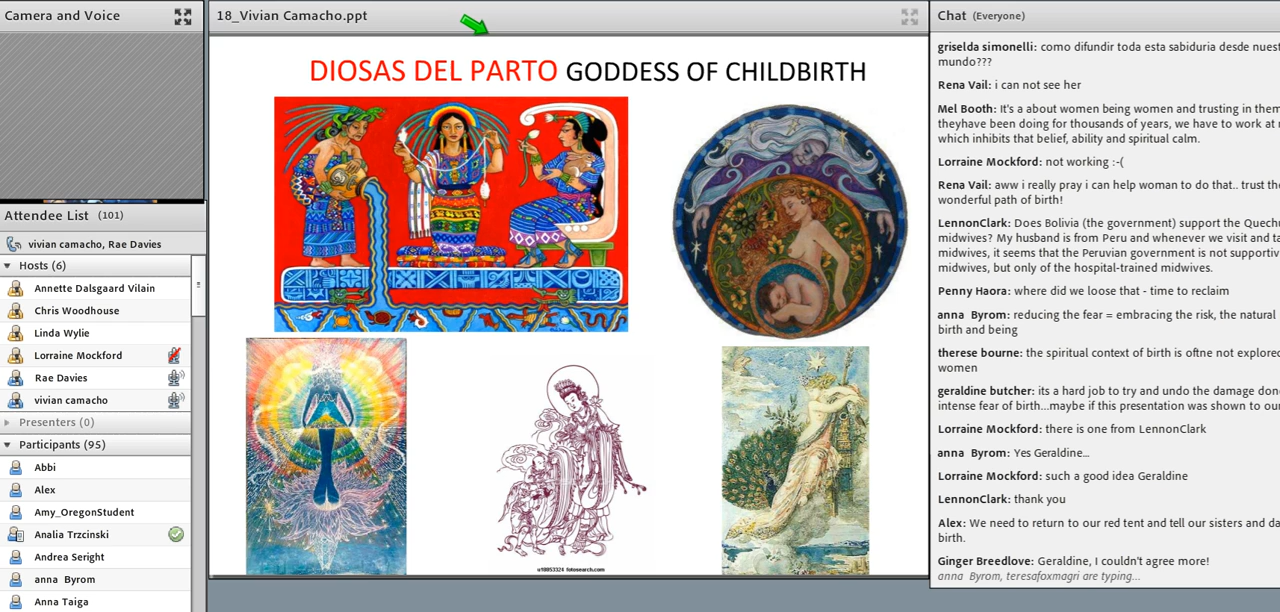 Camera and Voice
18_Vivian Camacho.ppt
Chat (Everyone)
Attendee List (101)
vivian camacho, Rae Davies
Hosts (6)
Annette Dalsgaard Vilain
Chris Woodhouse
Linda Wylie
Lorraine Mockford
Rae Davies
vivian camacho
Presenters (0)
Participants (95)
Abbi
Alex
Amy_OregonStudent
Analia Trzcinski
Andrea Seright
anna Byrom
Anna Taiga
DIOSAS DEL PARTO GODDESS OF CHILDBIRTH
u18953324 fotosearch.com
griselda simonelli: como difundir toda esta sabiduria desde nuest
mundo???
Rena Vail: i can not see her
Mel Booth: It's a about women being women and trusting in them
theyhave been doing for thousands of years, we have to work at
which inhibits that belief, ability and spiritual calm.
Lorraine Mockford: not working :-(
Rena Vail: aww i really pray i can help woman to do that.. trust the
wonderful path of birth!
LennonClark: Does Bolivia (the government) support the Quech
midwives? My husband is from Peru and whenever we visit and ta
midwives, it seems that the Peruvian government is not supportiv
midwives, but only of the hospital-trained midwives.
Penny Haora: where did we loose that - time to reclaim
anna Byrom: reducing the fear = embracing the risk, the natural
birth and being
therese bourne: the spiritual context of birth is oftne not explored
women
geraldine butcher: its a hard job to try and undo the damage don
intense fear of birth...maybe if this presentation was shown to ou
Lorraine Mockford: there is one from LennonClark
anna Byrom: Yes Geraldine...
Lorraine Mockford: such a good idea Geraldine
LennonClark: thank you
Alex: We need to return to our red tent and tell our sisters and da
birth.
Ginger Breedlove: Geraldine, I couldn't agree more!
anna Byrom, teresafoxmagri are typing...